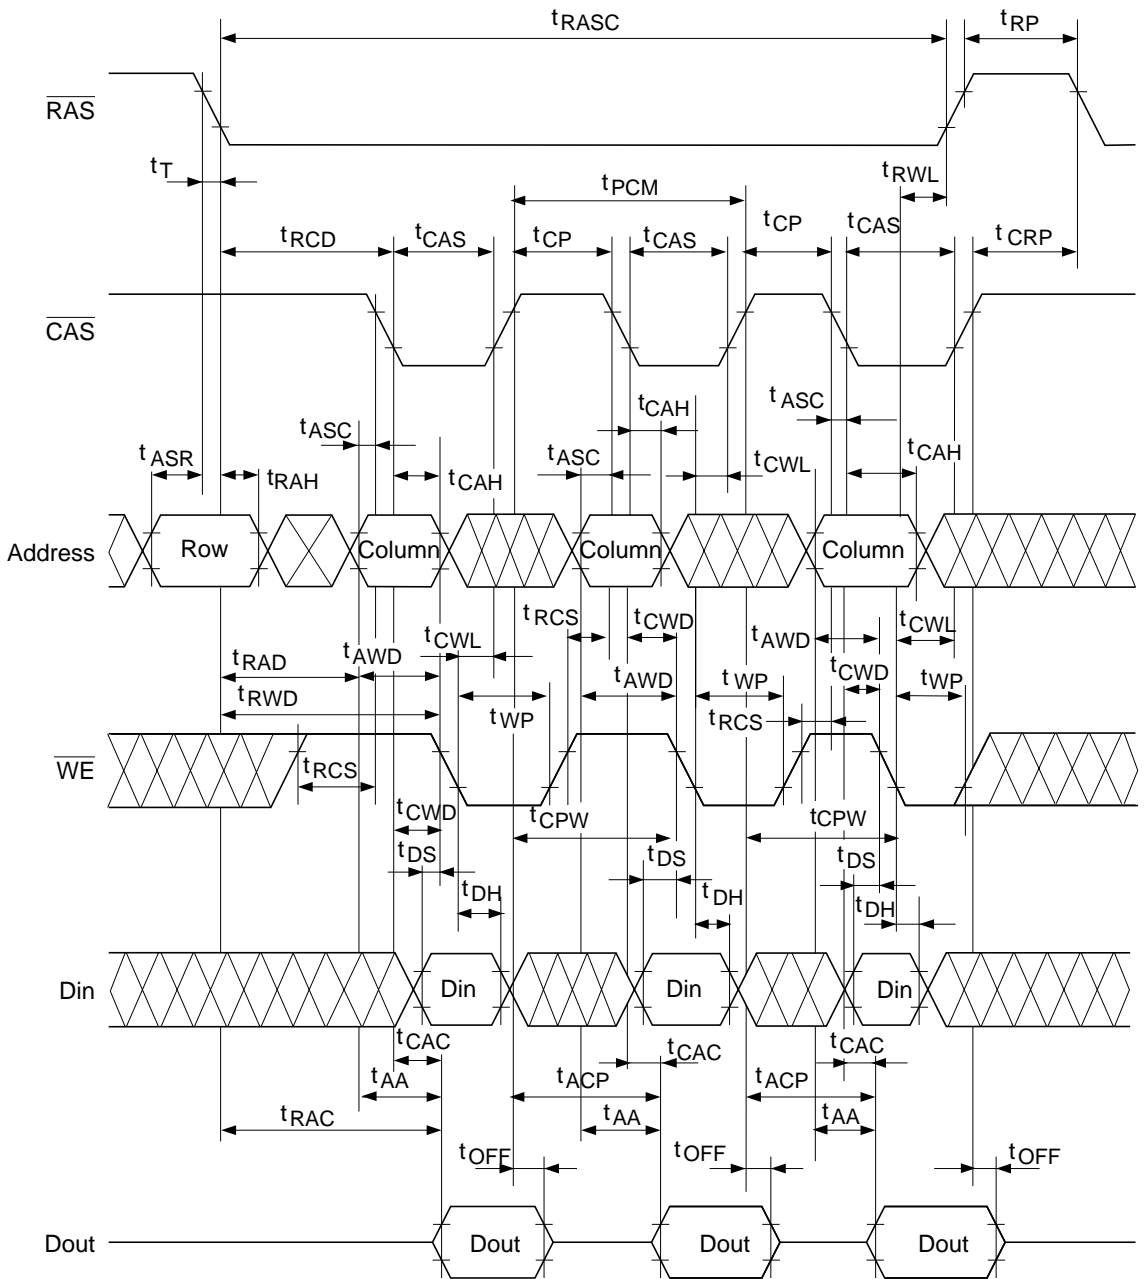 tRASC tRP
RAS
tT tRWL
tPCM
tRCD tCAS tCP tCAS tCP tCAS tCRP
CAS
tASC tCAH tASC
tASR tRAH tCAH tASC tCWL tCAH
Address Row Column Column Column
tRCS tCWD tCWL
tRAD tAWD tCWL tAWD tAWD tCWD
tRWD tWP tWP tRCS tWP
WE
tRCS
tCWD tCPW tCPW
tDS tDS tDS
tDH tDH tDH
Din Din Din Din
tCAC tCAC tCAC
tAA tACP tACP
tRAC tAA tAA
tOFF tOFF tOFF
Dout Dout Dout Dout